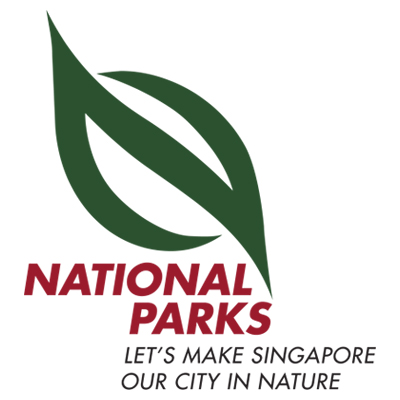 NATIONAL
PARKS
LET'S MAKE SINGAPORE
OUR CITY IN NATURE